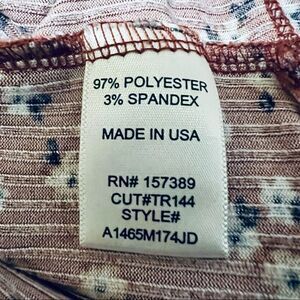 97% POLYESTER
3% SPANDEX
MADE IN USA
RN# 157389
CUT#TR144
STYLE#
A1465M174JD